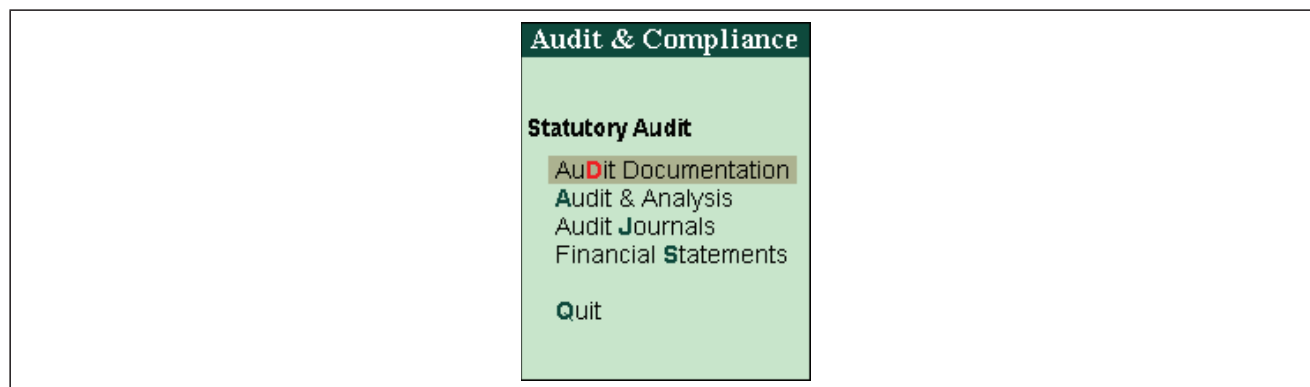 Audit & Compliance
Statutory Audit
AuDit Documentation
Audit & Analysis
Audit Journals
Financial Statements
Quit